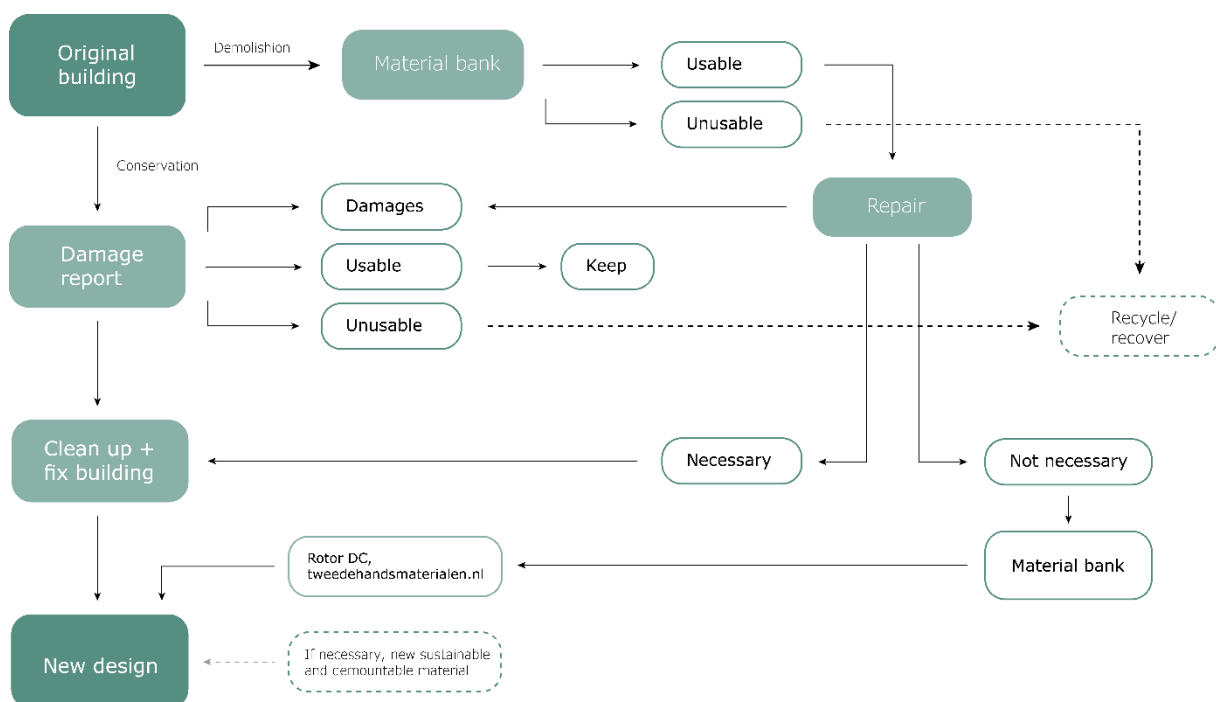 Original
building
Demolishion
Material bank
Usable
Unusable
Conservation
Damage
report
Damages
Usable
Keep
Unusable
Repair
Recycle/
recover
Clean up +
fix building
Necessary
Not necessary
Rotor DC,
tweedehandsmaterialen.nl
Material bank
New design
If necessary, new sustainable
and cemountable material